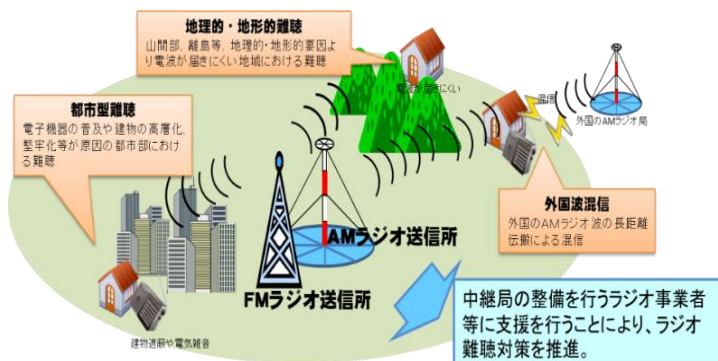 地理的・地形的難聴
山間部、離島等、地理的・地形的要因よ
り電波が届きにくい地域における難聴
電波が届きにくい
混信
外国のAMラジオ局
都市型難聴
電子機器の普及や建物の高層化、
堅牢化等が原因の都市部におけ
る難聴
外国波混信
外国のAMラジオ波の長距離
伝搬による混信
AMラジオ送信所
FMラジオ送信所
建物遮蔽や電気雑音
中継局の整備を行うラジオ事業者
等に支援を行うことにより、ラジオ
難聴対策を推進。